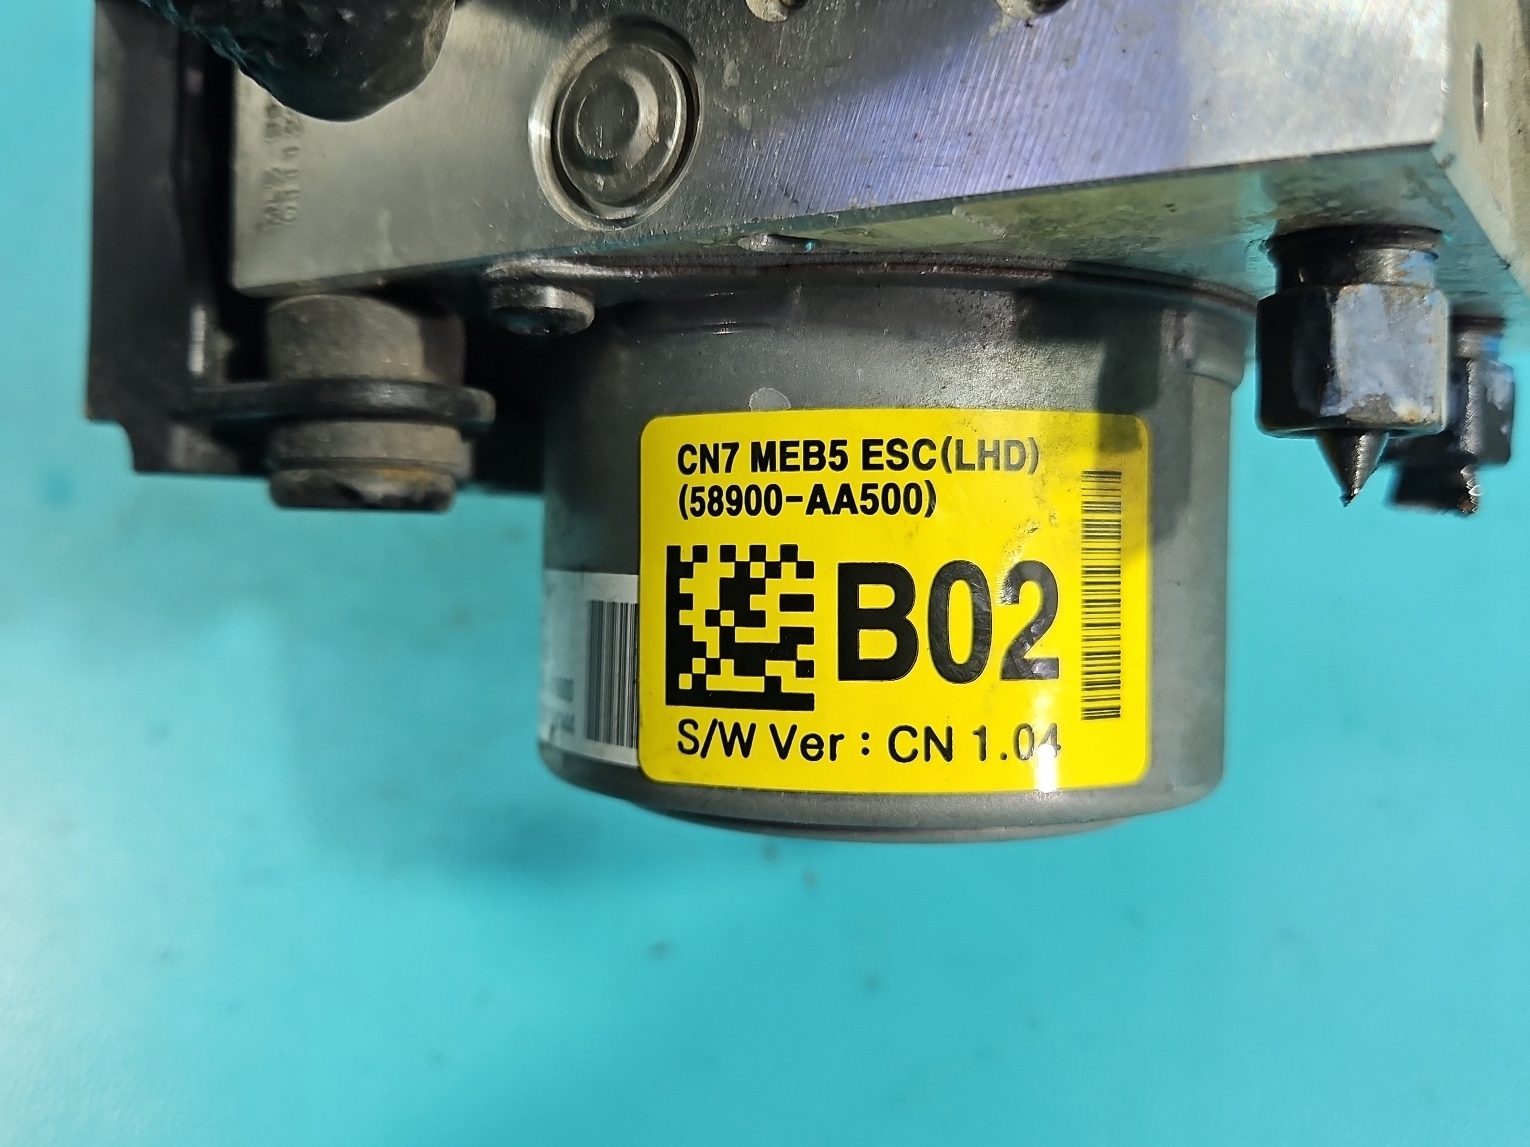 CN7 MEB5 ESC(LHD)
(58900-AA500)
B02
S/W Ver : CN 1.04